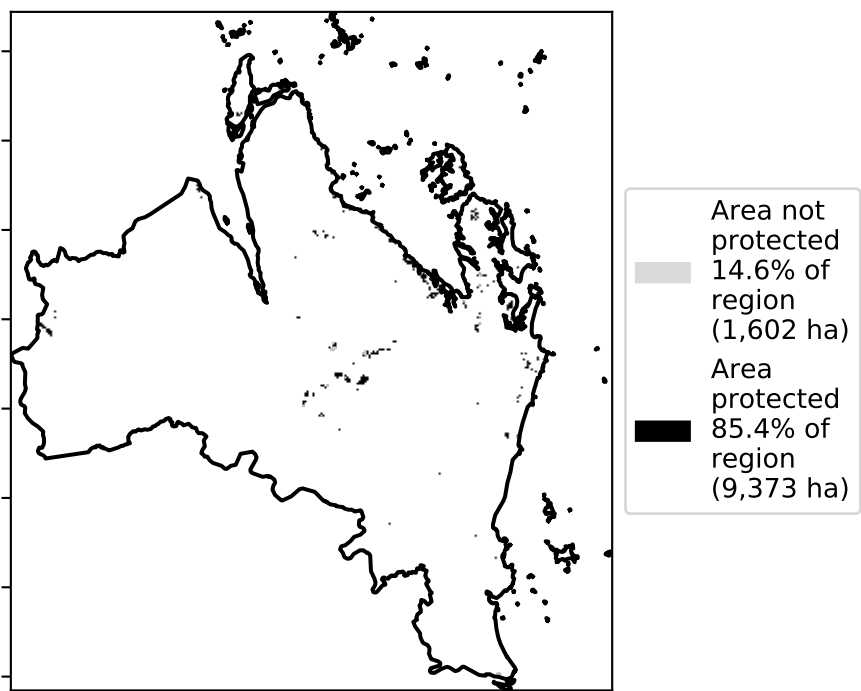 Area not
protected
14.6% of
region
(1,602 ha)
Area
protected
85.4% of
region
(9,373 ha)